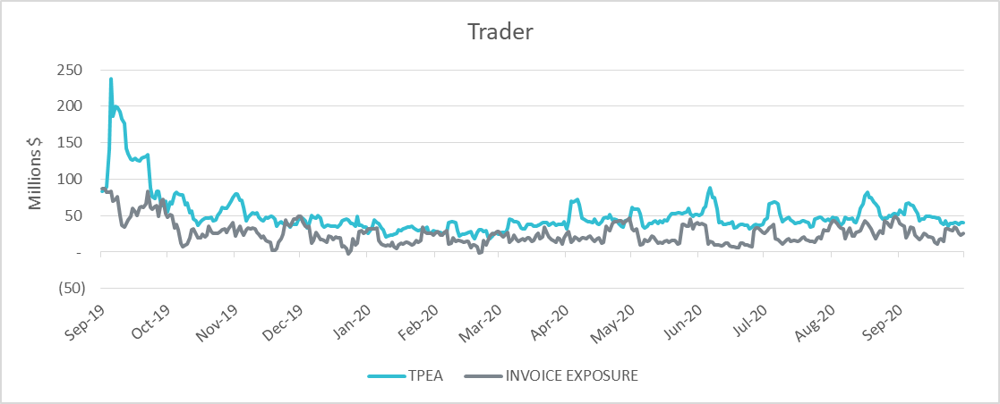 Trader
Millions $
250
200
150
100
50
-
(50)
Sep-19 Oct-19 Nov-19 Dec-19 Jan-20 Feb-20 Mar-20 Apr-20 May-20 Jun-20 Jul-20 Aug-20 Sep-20
TPEA INVOICE EXPOSURE